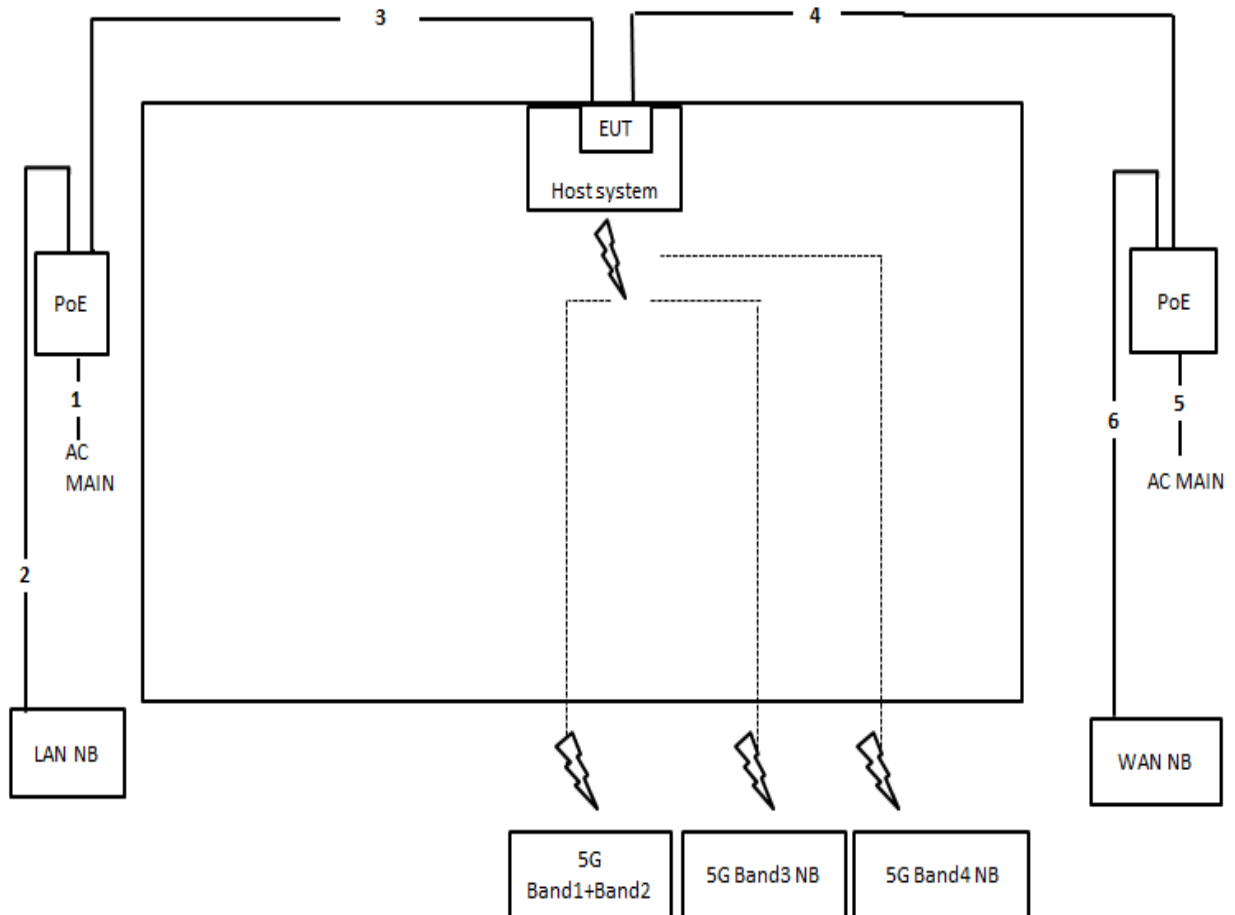 3
4
EUT
Host system
PoE
PoE
1
5
6
AC
MAIN
AC MAIN
2
LAN NB
WAN NB
5G
Band1+Band2
5G Band3 NB
5G Band4 NB